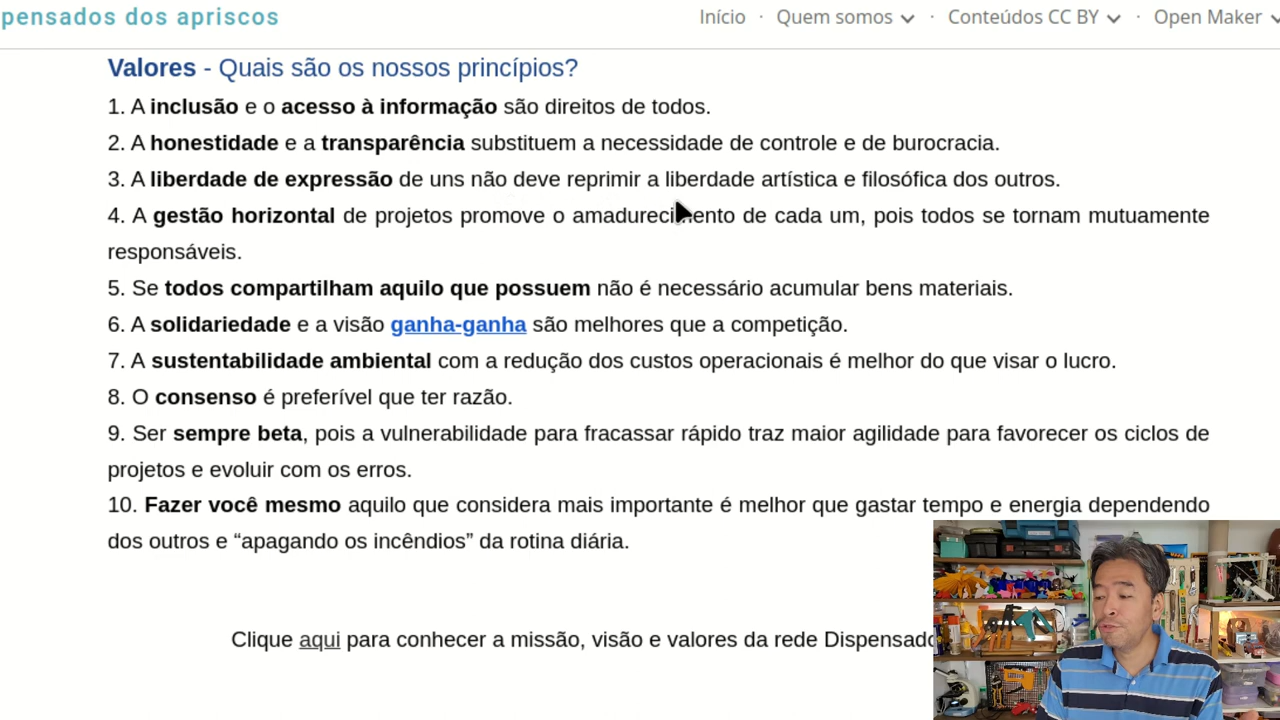 pensados dos apriscos
Início · Quem somos · Conteúdos CC BY · Open Maker
Valores - Quais são os nossos princípios?
1. A inclusão e o acesso à informação são direitos de todos.
2. A honestidade e a transparência substituem a necessidade de controle e de burocracia.
3. A liberdade de expressão de uns não deve reprimir a liberdade artística e filosófica dos outros.
4. A gestão horizontal de projetos promove o amadurecimento de cada um, pois todos se tornam mutuamente
responsáveis.
5. Se todos compartilham aquilo que possuem não é necessário acumular bens materiais.
6. A solidariedade e a visão ganha-ganha são melhores que a competição.
7. A sustentabilidade ambiental com a redução dos custos operacionais é melhor do que visar o lucro.
8. O consenso é preferível que ter razão.
9. Ser sempre beta, pois a vulnerabilidade para fracassar rápido traz maior agilidade para favorecer os ciclos de
projetos e evoluir com os erros.
10. Fazer você mesmo aquilo que considera mais importante é melhor que gastar tempo e energia dependendo
dos outros e “apagando os incêndios” da rotina diária.
Clique aqui para conhecer a missão, visão e valores da rede Dispensado